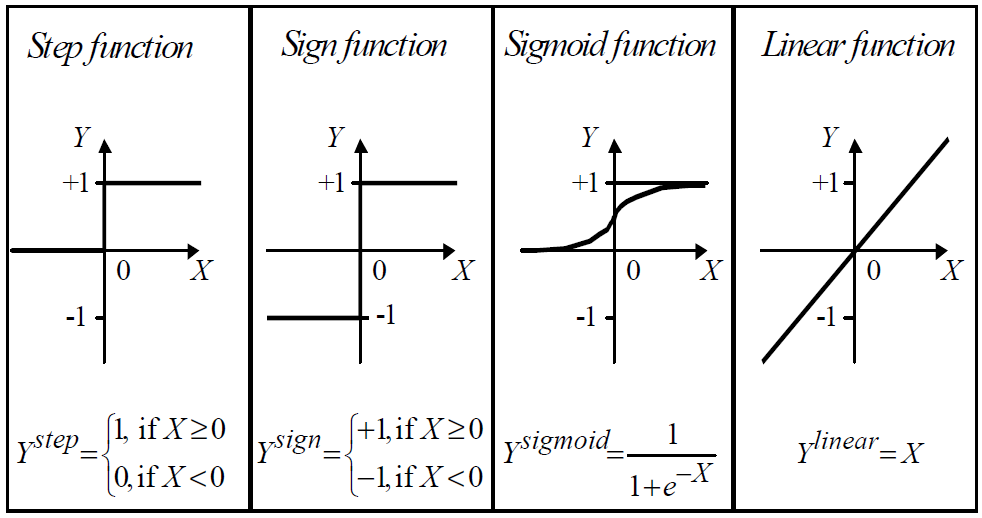 Step function
Y
+1
0
X
-1
Y^step = {1, if X ≥ 0
0, if X < 0
Sign function
Y
+1
0
X
-1
Y^sign = {+1, if X ≥ 0
−1, if X < 0
Sigmoid function
Y
+1
0
X
-1
Y^sigmoid = 1 / (1+e^−X)
Linear function
Y
+1
0
X
-1
Y^linear = X